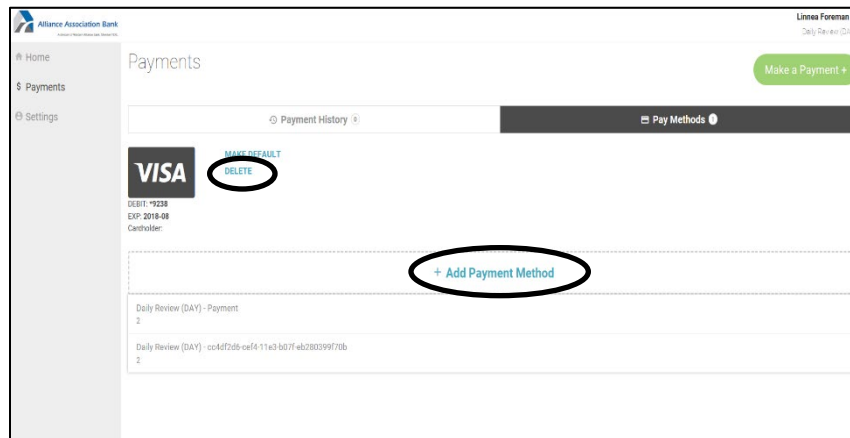 Alliance Association Bank
Linnea Foreman
Daily Review (DA
Home
$ Payments
Settings
Payments
Make a Payment +
Payment History 0
Pay Methods
VISA
MAKE DEFAULT
DELETE
DEBIT: *9238
EXP: 2018-08
Cardholder:
+ Add Payment Method
Daily Review (DAY) - Payment
2
Daily Review (DAY) - cc4df2d6-cef4-11e3-b07f-eb280399f70b
2